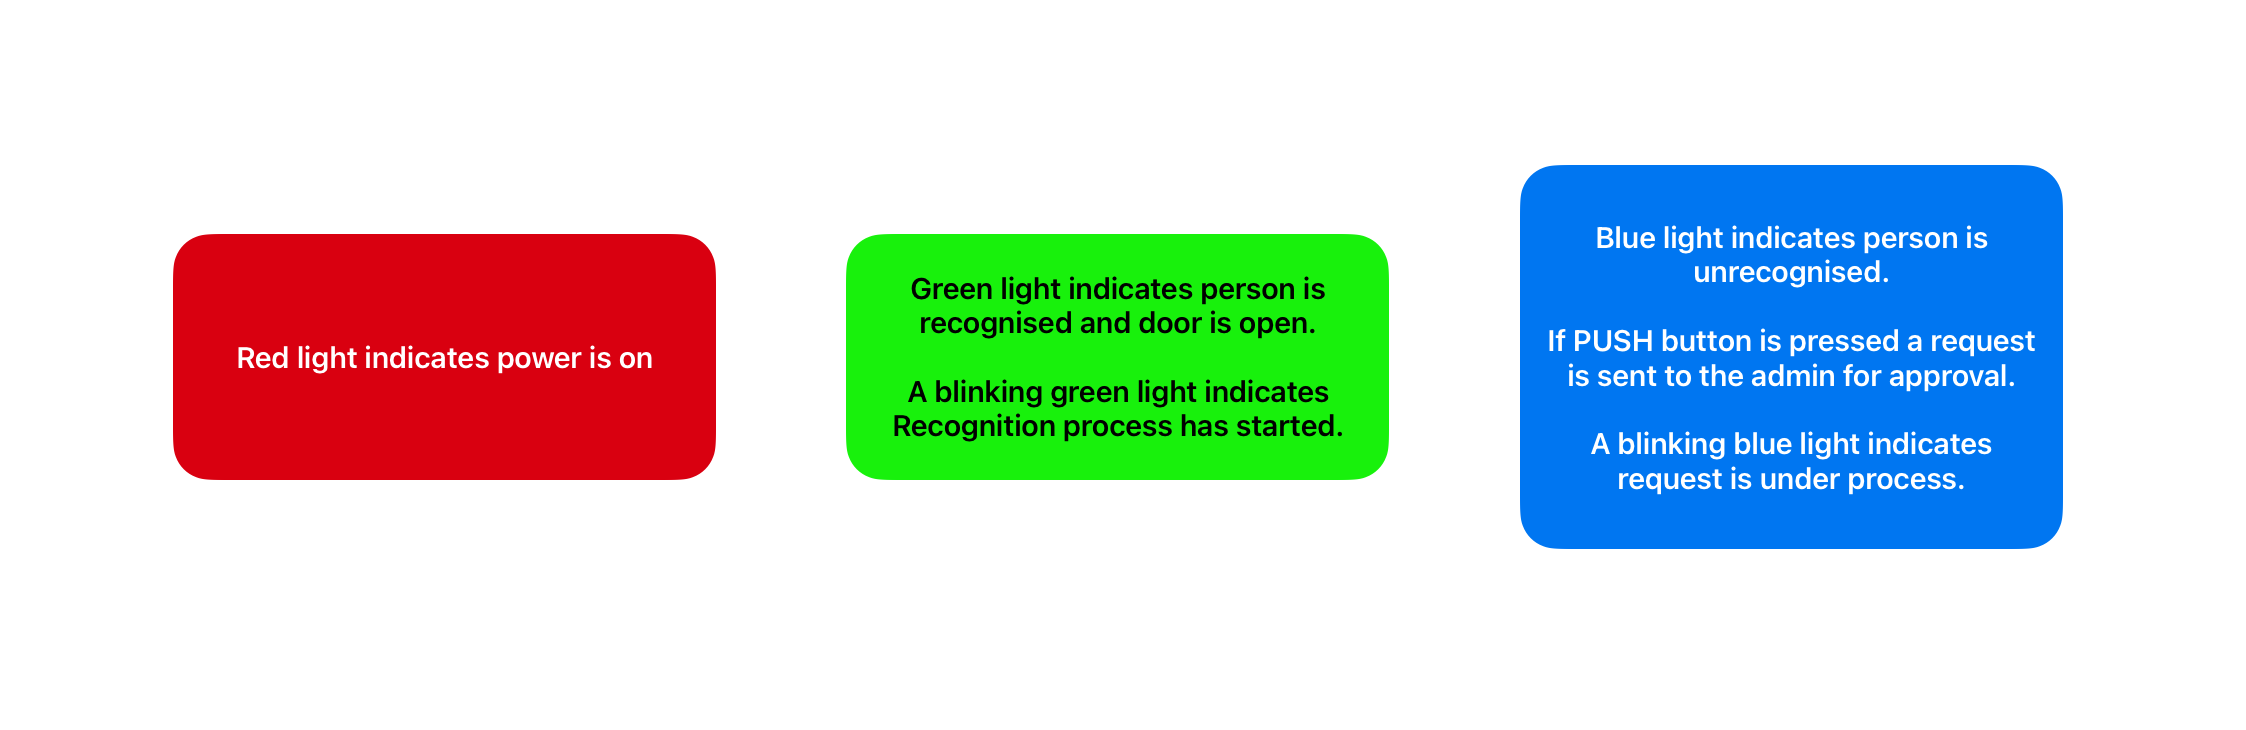 Red light indicates power is on
Green light indicates person is
recognised and door is open.
A blinking green light indicates
Recognition process has started.
Blue light indicates person is
unrecognised.
If PUSH button is pressed a request
is sent to the admin for approval.
A blinking blue light indicates
request is under process.